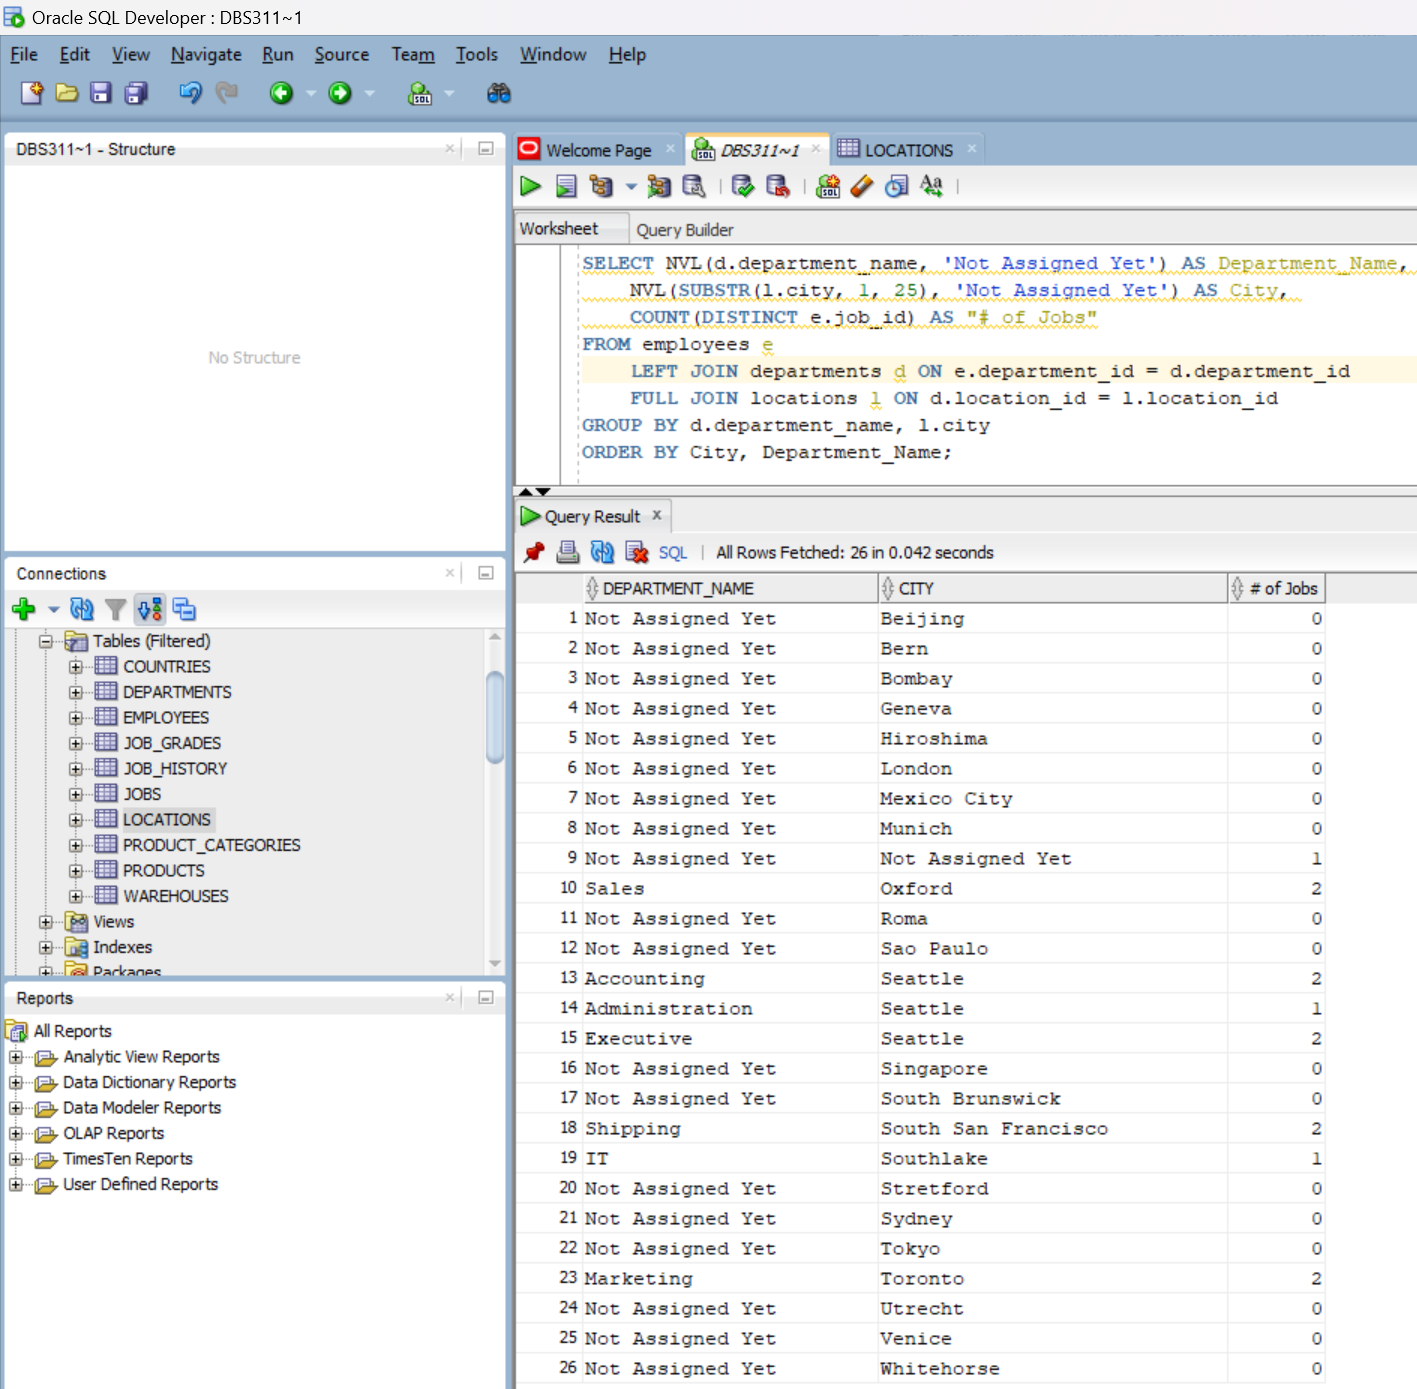 Oracle SQL Developer : DBS311~1
File Edit View Navigate Run Source Team Tools Window Help
DBS311~1 - Structure
No Structure
Connections
Tables (Filtered)
COUNTRIES
DEPARTMENTS
EMPLOYEES
JOB_GRADES
JOB_HISTORY
JOBS
LOCATIONS
PRODUCT_CATEGORIES
PRODUCTS
WAREHOUSES
Views
Indexes
Packages
Reports
All Reports
Analytic View Reports
Data Dictionary Reports
Data Modeler Reports
OLAP Reports
TimesTen Reports
User Defined Reports
Welcome Page DBS311~1 LOCATIONS
Worksheet Query Builder
SELECT NVL(d.department_name, 'Not Assigned Yet') AS Department_Name,
NVL(SUBSTR(l.city, 1, 25), 'Not Assigned Yet') AS City,
COUNT(DISTINCT e.job_id) AS "# of Jobs"
FROM employees e
LEFT JOIN departments d ON e.department_id = d.department_id
FULL JOIN locations l ON d.location_id = l.location_id
GROUP BY d.department_name, l.city
ORDER BY City, Department_Name;
Query Result
SQL | All Rows Fetched: 26 in 0.042 seconds
DEPARTMENT_NAME CITY # of Jobs
1 Not Assigned Yet Beijing 0
2 Not Assigned Yet Bern 0
3 Not Assigned Yet Bombay 0
4 Not Assigned Yet Geneva 0
5 Not Assigned Yet Hiroshima 0
6 Not Assigned Yet London 0
7 Not Assigned Yet Mexico City 0
8 Not Assigned Yet Munich 0
9 Not Assigned Yet Not Assigned Yet 1
10 Sales Oxford 2
11 Not Assigned Yet Roma 0
12 Not Assigned Yet Sao Paulo 0
13 Accounting Seattle 2
14 Administration Seattle 1
15 Executive Seattle 2
16 Not Assigned Yet Singapore 0
17 Not Assigned Yet South Brunswick 0
18 Shipping South San Francisco 2
19 IT Southlake 1
20 Not Assigned Yet Stretford 0
21 Not Assigned Yet Sydney 0
22 Not Assigned Yet Tokyo 0
23 Marketing Toronto 2
24 Not Assigned Yet Utrecht 0
25 Not Assigned Yet Venice 0
26 Not Assigned Yet Whitehorse 0